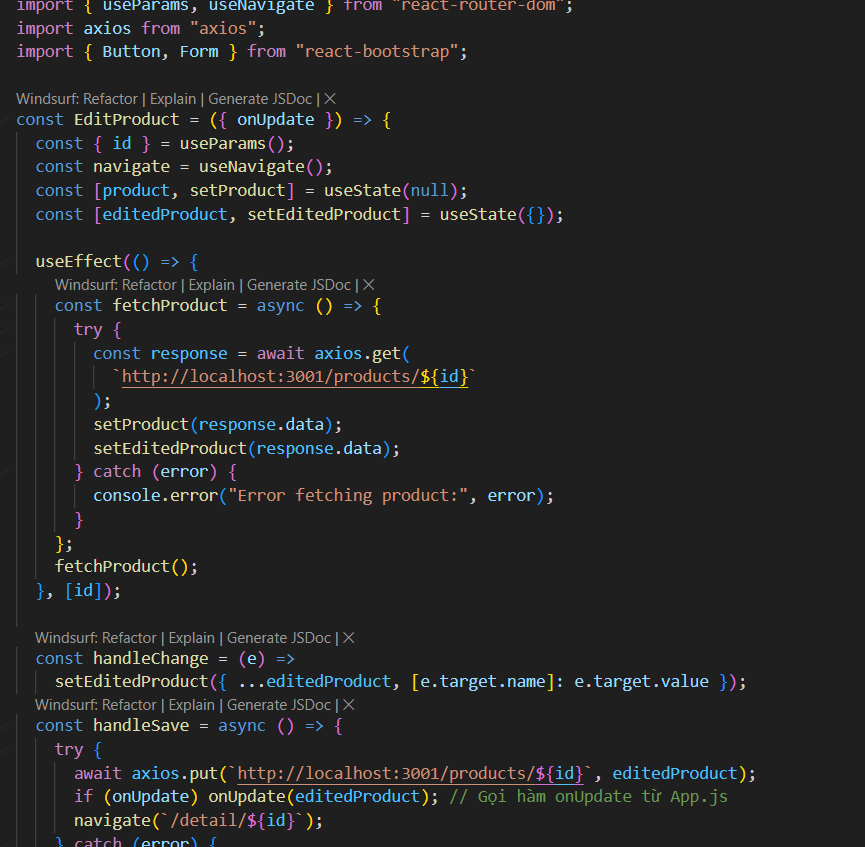 import { useParams, useNavigate } from "react-router-dom";
import axios from "axios";
import { Button, Form } from "react-bootstrap";
Windsurf: Refactor | Explain | Generate JSDoc | ×
const EditProduct = ({ onUpdate }) => {
const { id } = useParams();
const navigate = useNavigate();
const [product, setProduct] = useState(null);
const [editedProduct, setEditedProduct] = useState({});
useEffect(() => {
Windsurf: Refactor | Explain | Generate JSDoc | ×
const fetchProduct = async () => {
try {
const response = await axios.get(
`http://localhost:3001/products/${id}`
);
setProduct(response.data);
setEditedProduct(response.data);
} catch (error) {
console.error("Error fetching product:", error);
}
};
fetchProduct();
}, [id]);
Windsurf: Refactor | Explain | Generate JSDoc | ×
const handleChange = (e) =>
setEditedProduct({ ...editedProduct, [e.target.name]: e.target.value });
Windsurf: Refactor | Explain | Generate JSDoc | ×
const handleSave = async () => {
try {
await axios.put(`http://localhost:3001/products/${id}`, editedProduct);
if (onUpdate) onUpdate(editedProduct); // Gọi hàm onUpdate từ App.js
navigate(`/detail/${id}`);
} catch (error) {